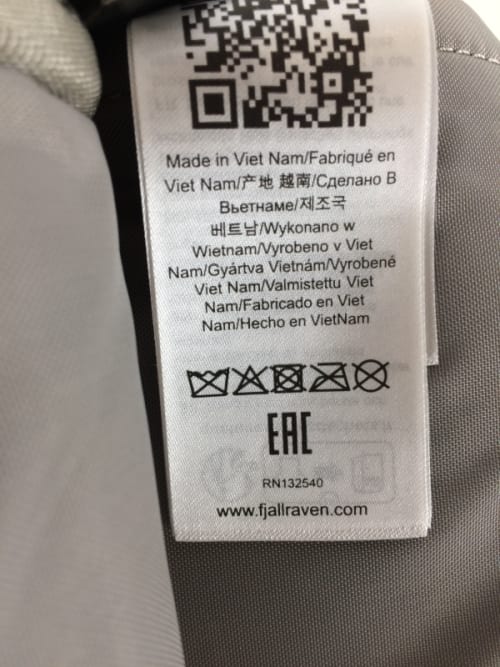 Made in Viet Nam/Fabriqué en
Viet Nam/产地 越南/Сделано В
Вьетнаме/제조국
베트남/Wykonano w
Wietnam/Vyrobeno v Viet
Nam/Gyártva Vietnám/Vyrobené
Viet Nam/Valmistettu Viet
Nam/Fabricado en Viet
Nam/Hecho en VietNam
EAC
RN132540
www.fjallraven.com